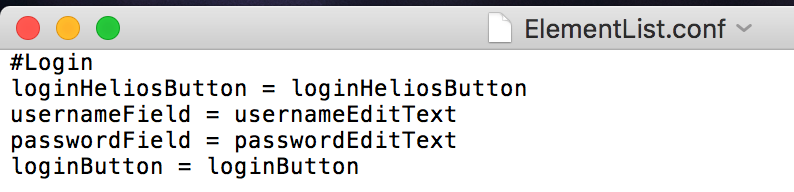 ElementList.conf
#Login
loginHeliosButton = loginHeliosButton
usernameField = usernameEditText
passwordField = passwordEditText
loginButton = loginButton